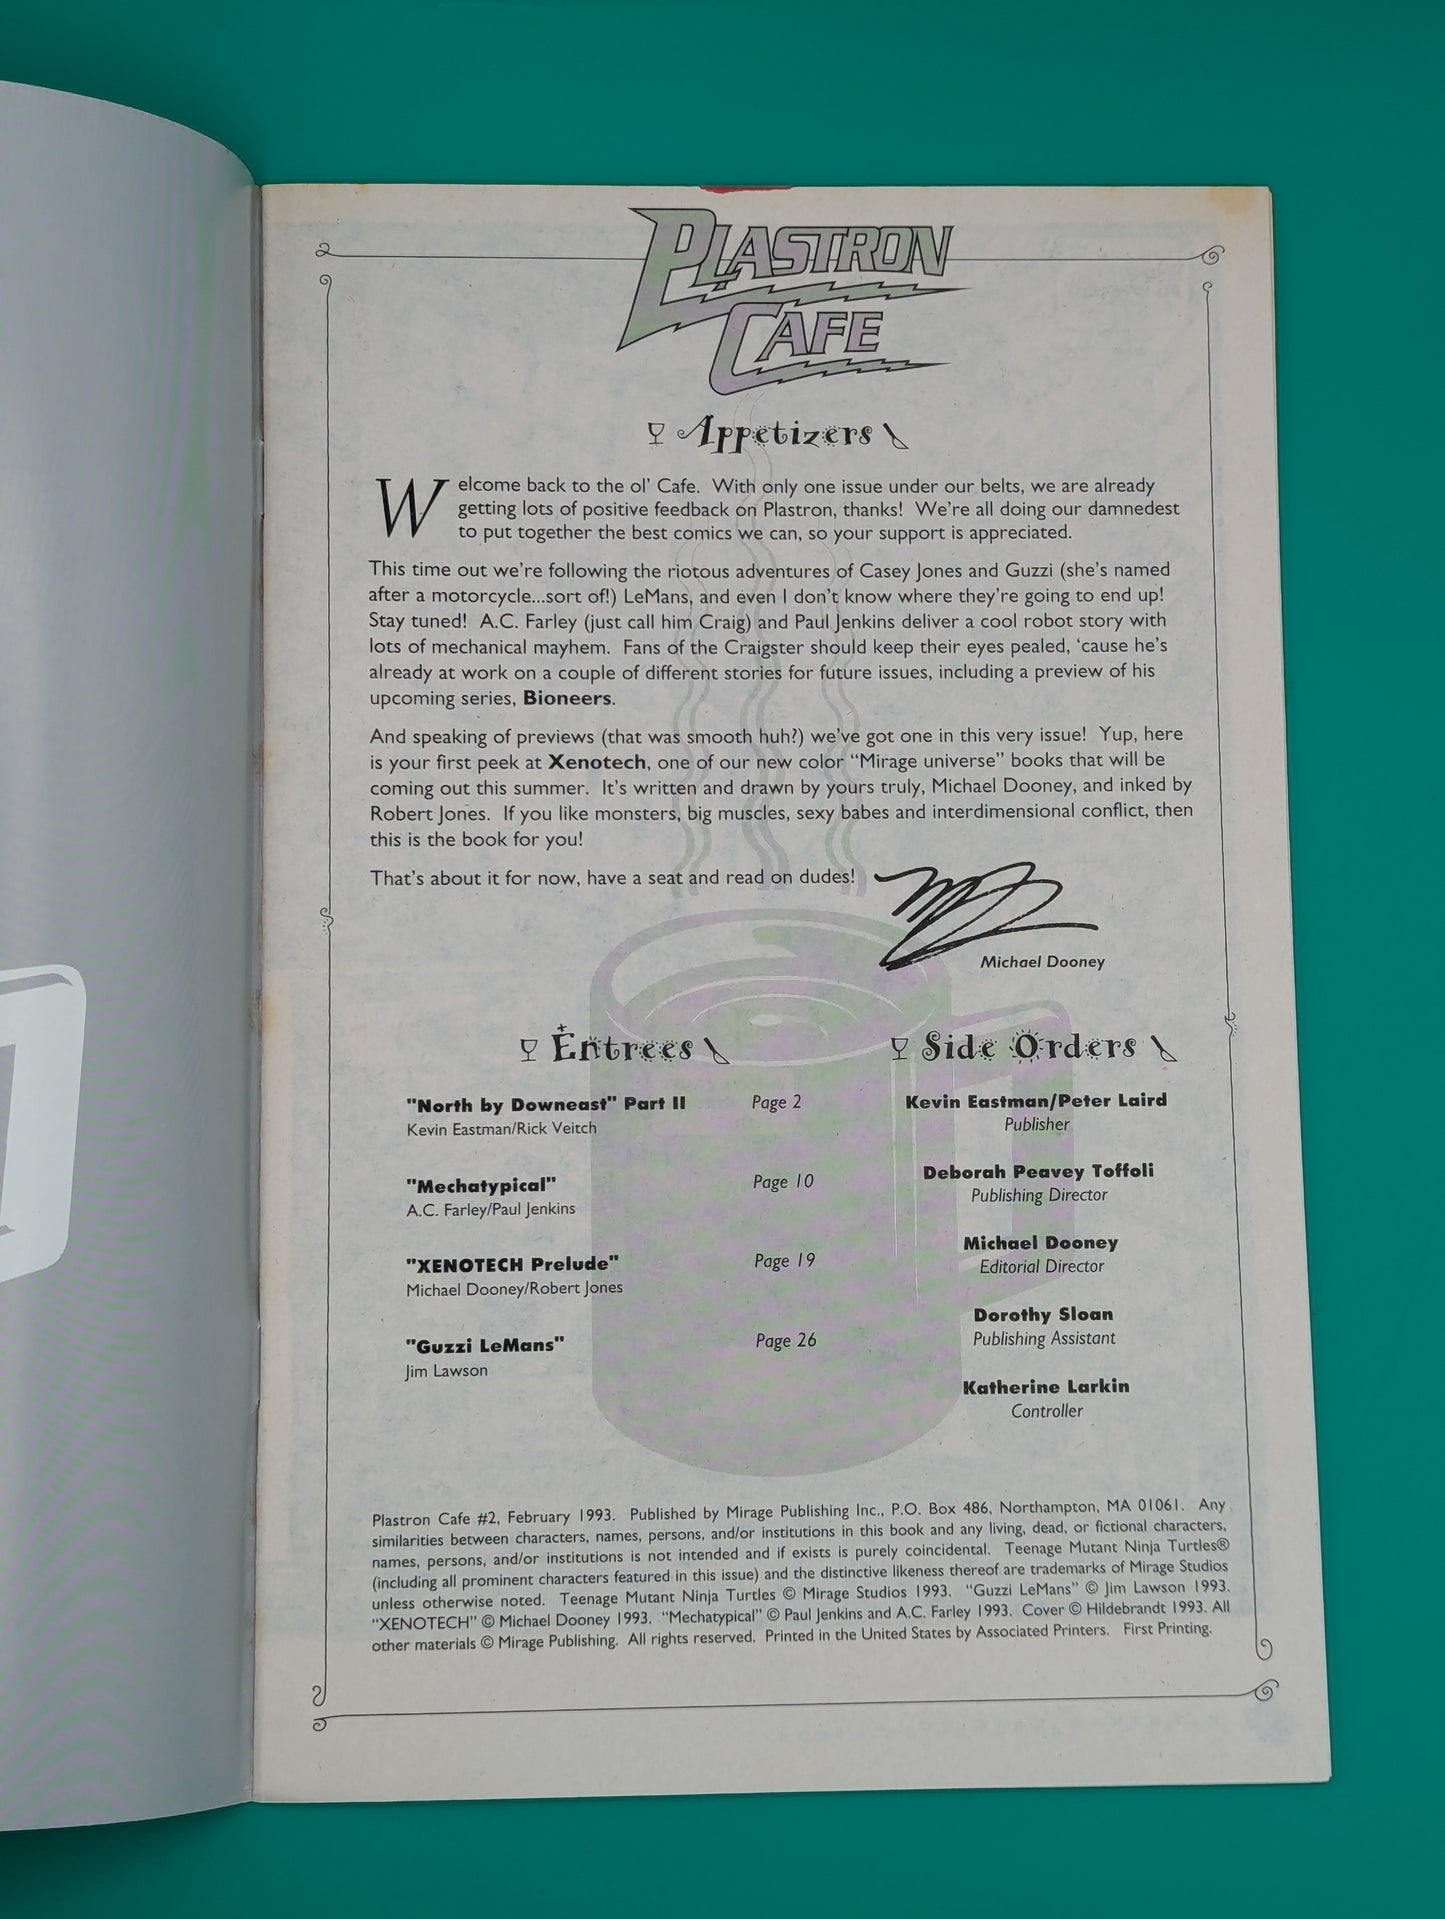 PLASTRON
CAFE
Appetizers
Welcome back to the ol' Cafe. With only one issue under our belts, we are already
getting lots of positive feedback on Plastron, thanks! We're all doing our damnedest
to put together the best comics we can, so your support is appreciated.
This time out we're following the riotous adventures of Casey Jones and Guzzi (she's named
after a motorcycle...sort of!) LeMans, and even I don't know where they're going to end up!
Stay tuned! A.C. Farley (just call him Craig) and Paul Jenkins deliver a cool robot story with
lots of mechanical mayhem. Fans of the Craigster should keep their eyes pealed, ‘cause he's
already at work on a couple of different stories for future issues, including a preview of his
upcoming series, Bioneers.
And speaking of previews (that was smooth huh?) we've got one in this very issue! Yup, here
is your first peek at Xenotech, one of our new color “Mirage universe” books that will be
coming out this summer. It's written and drawn by yours truly, Michael Dooney, and inked by
Robert Jones. If you like monsters, big muscles, sexy babes and interdimensional conflict, then
this is the book for you!
That's about it for now, have a seat and read on dudes!
Michael Dooney
Entrees
"North by Downeast" Part II Page 2
Kevin Eastman/Rick Veitch
"Mechatypical" Page 10
A.C. Farley/Paul Jenkins
"XENOTECH Prelude" Page 19
Michael Dooney/Robert Jones
"Guzzi LeMans" Page 26
Jim Lawson
Side Orders
Kevin Eastman/Peter Laird
Publisher
Deborah Peavey Toffoli
Publishing Director
Michael Dooney
Editorial Director
Dorothy Sloan
Publishing Assistant
Katherine Larkin
Controller
Plastron Cafe #2, February 1993. Published by Mirage Publishing Inc., P.O. Box 486, Northampton, MA 01061. Any
similarities between characters, names, persons, and/or institutions in this book and any living, dead, or fictional characters,
names, persons, and/or institutions is not intended and if exists is purely coincidental. Teenage Mutant Ninja Turtles®
(including all prominent characters featured in this issue) and the distinctive likeness thereof are trademarks of Mirage Studios
unless otherwise noted. Teenage Mutant Ninja Turtles © Mirage Studios 1993. “Guzzi LeMans” © Jim Lawson 1993.
“XENOTECH” © Michael Dooney 1993. “Mechatypical” © Paul Jenkins and A.C. Farley 1993. Cover © Hildebrandt 1993. All
other materials © Mirage Publishing. All rights reserved. Printed in the United States by Associated Printers. First Printing.